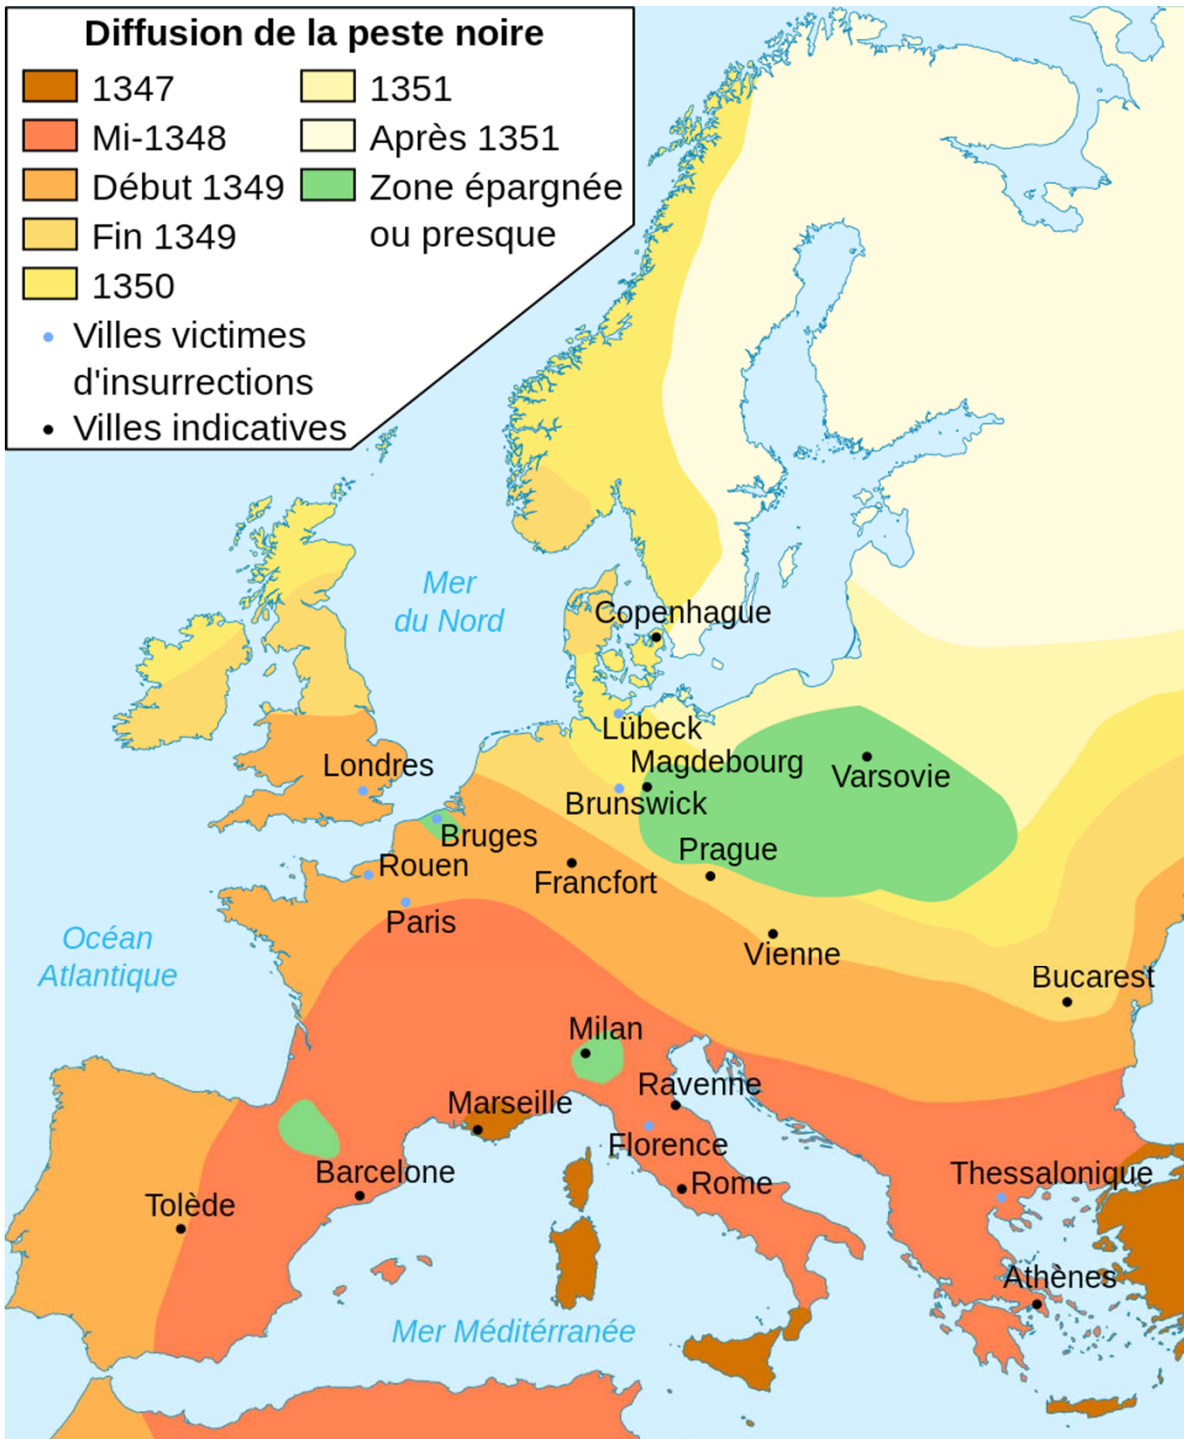 Diffusion de la peste noire
1347
Mi-1348
Début 1349
Fin 1349
1350
1351
Après 1351
Zone épargnée
ou presque
Villes victimes
d'insurrections
Villes indicatives
Mer
du Nord
Copenhague
Lübeck
Magdebourg
Varsovie
Londres
Brunswick
Bruges
Prague
Rouen
Francfort
Paris
Océan
Atlantique
Vienne
Bucarest
Milan
Ravenne
Marseille
Florence
Barcelone
Thessalonique
Rome
Tolède
Athènes
Mer Méditérranée